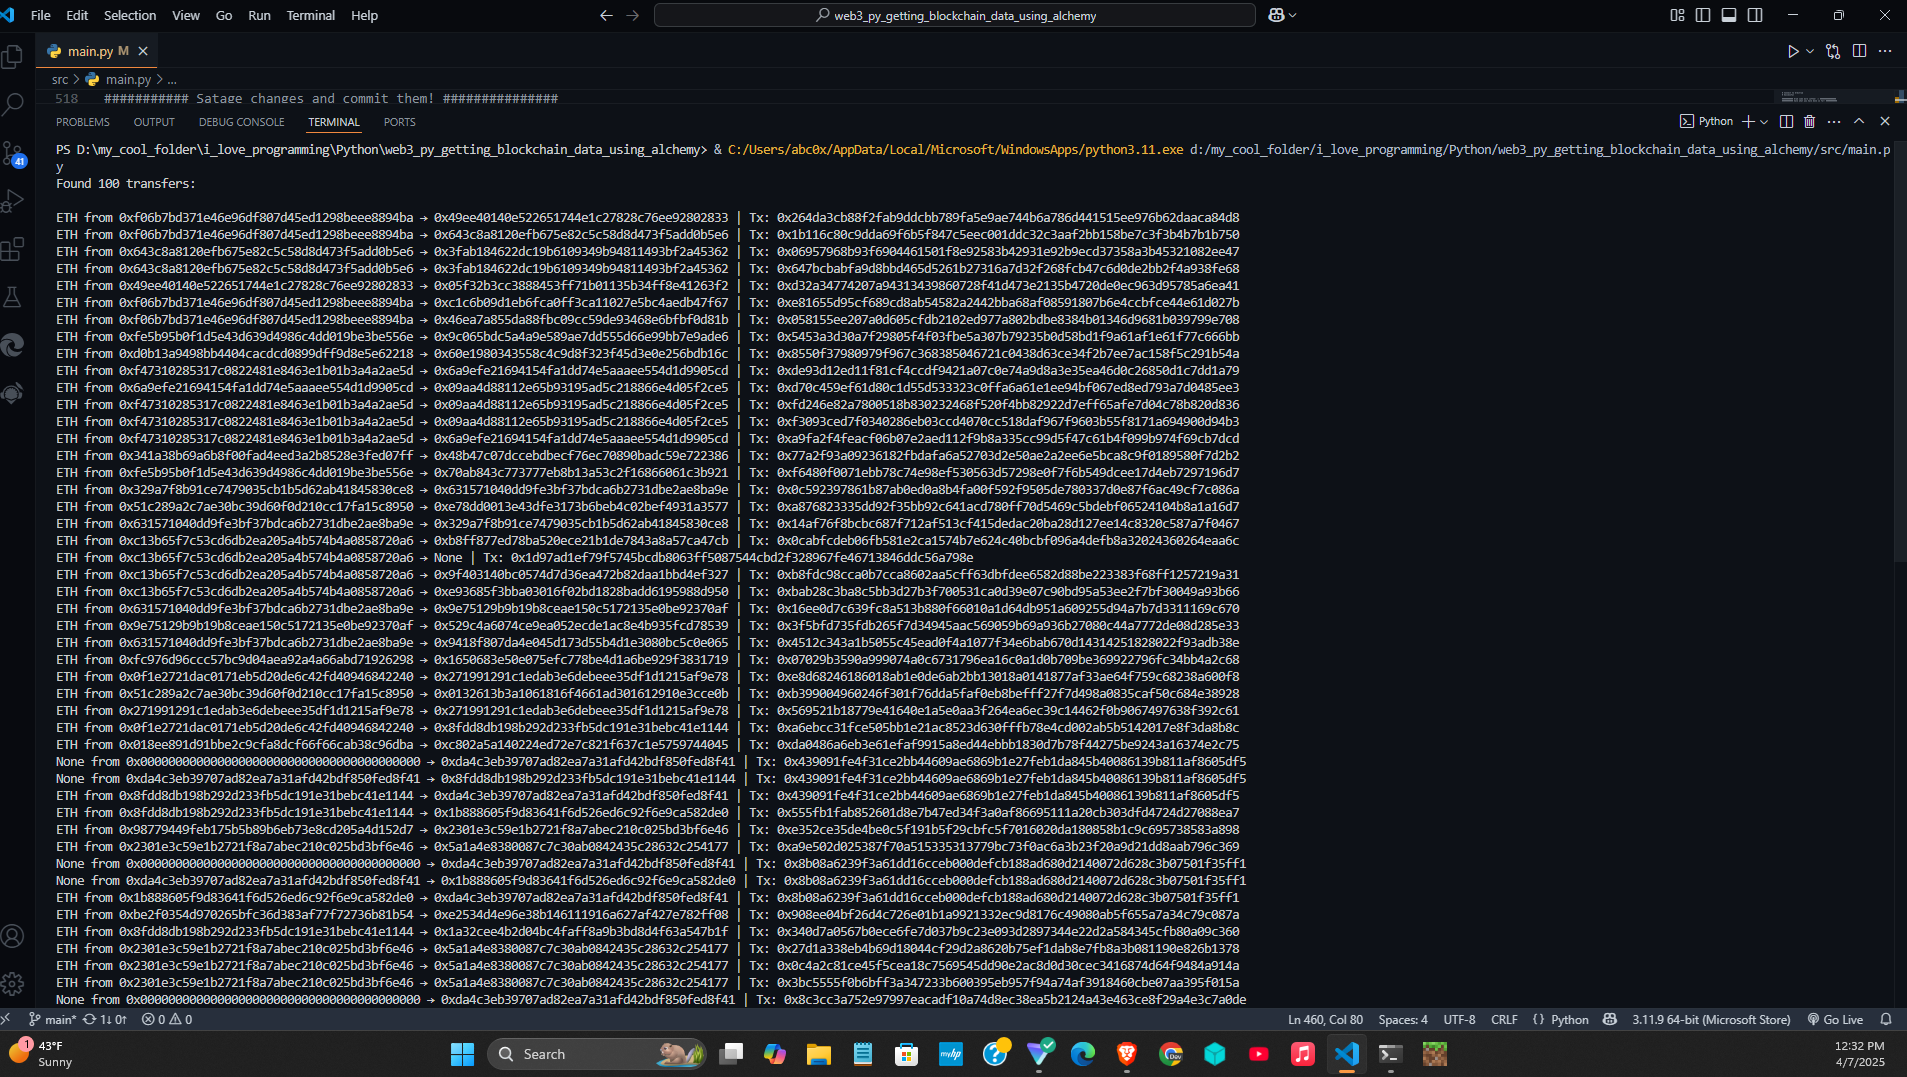 File Edit Selection View Go Run Terminal Help
web3_py_getting_blockchain_data_using_alchemy
main.py M
src > main.py > ...
518 ########### Satage changes and commit them! ###############
PROBLEMS OUTPUT DEBUG CONSOLE TERMINAL PORTS
Python
PS D:\my_cool_folder\i_love_programming\Python\web3_py_getting_blockchain_data_using_alchemy> & C:/Users/abc0x/AppData/Local/Microsoft/WindowsApps/python3.11.exe d:/my_cool_folder/i_love_programming/Python/web3_py_getting_blockchain_data_using_alchemy/src/main.p
y
Found 100 transfers:
ETH from 0xf06b7bd371e46e96df807d45ed1298beee8894ba → 0x49ee40140e522651744e1c27828c76ee92802833 | Tx: 0x264da3cb88f2fab9ddcbb789fa5e9ae744b6a786d441515ee976b62daaca84d8
ETH from 0xf06b7bd371e46e96df807d45ed1298beee8894ba → 0x643c8a8120efb675e82c5c58d8d473f5add0b5e6 | Tx: 0x1b116c80c9dda69f6b5f847c5eec001ddc32c3aaf2bb158be7c3f3b4b7b1b750
ETH from 0x643c8a8120efb675e82c5c58d8d473f5add0b5e6 → 0x3fab184622dc19b6109349b94811493bf2a45362 | Tx: 0x06957968b93f6904461501f8e92583b42931e92b9ecd37358a3b45321082ee47
ETH from 0x643c8a8120efb675e82c5c58d8d473f5add0b5e6 → 0x3fab184622dc19b6109349b94811493bf2a45362 | Tx: 0x647bcbabfa9d8bbd465d5261b27316a7d32f268fcb47c6d0de2bb2f4a938fe68
ETH from 0x49ee40140e522651744e1c27828c76ee92802833 → 0x05f32b3cc3888453ff71b01135b34ff8e41263f2 | Tx: 0xd32a34774207a94313439860728f41d473e2135b4720de0ec963d95785a6ea41
ETH from 0xf06b7bd371e46e96df807d45ed1298beee8894ba → 0xc1c6b09d1eb6fca0ff3ca11027e5bc4aedb47f67 | Tx: 0xe81655d95cf689cd8ab54582a2442bba68af08591807b6e4ccbfce44e61d027b
ETH from 0xf06b7bd371e46e96df807d45ed1298beee8894ba → 0x46ea7a855da88fbc09cc59de93468e6bfbf0d81b | Tx: 0x058155ee207a0d605cfdb2102ed977a802bdbe8384b01346d9681b039799e708
ETH from 0xfe5b95b0f1d5e43d639d4986c4dd019be3be556e → 0x9c065bdc5a4a9e589ae7dd555d66e99bb7e9ade6 | Tx: 0x5453a3d30a7f29805f4f03fbe5a307b79235b0d58bd1f9a61af1e61f77c666bb
ETH from 0xd0b13a9498bb4404cacdcd0899dff9d8e5e62218 → 0x60e1980343558c4c9d8f323f45d3e0e256bdb16c | Tx: 0x8550f37980979f967c368385046721c0438d63ce34f2b7ee7ac158f5c291b54a
ETH from 0xf47310285317c0822481e8463e1b01b3a4a2ae5d → 0x6a9efe21694154fa1dd74e5aaaee554d1d9905cd | Tx: 0xde93d12ed11f81cf4ccdf9421a07c0e74a9d8a3e35ea46d0c26850d1c7dd1a79
ETH from 0x6a9efe21694154fa1dd74e5aaaee554d1d9905cd → 0x09aa4d88112e65b93195ad5c218866e4d05f2ce5 | Tx: 0xd70c459ef61d80c1d55d533323c0ffa6a61e1ee94bf067ed8ed793a7d0485ee3
ETH from 0xf47310285317c0822481e8463e1b01b3a4a2ae5d → 0x09aa4d88112e65b93195ad5c218866e4d05f2ce5 | Tx: 0xfd246e82a7800518b830232468f520f4bb82922d7eff65afe7d04c78b820d836
ETH from 0xf47310285317c0822481e8463e1b01b3a4a2ae5d → 0x09aa4d88112e65b93195ad5c218866e4d05f2ce5 | Tx: 0xf3093ced7f0340286eb03ccd4070cc518daf967f9603b55f8171a694900d94b3
ETH from 0xf47310285317c0822481e8463e1b01b3a4a2ae5d → 0x6a9efe21694154fa1dd74e5aaaee554d1d9905cd | Tx: 0xa9fa2f4feacf06b07e2aed112f9b8a335cc99d5f47c61b4f099b974f69cb7dcd
ETH from 0x341a38b69a6b8f00fad4eed3a2b8528e3fed07ff → 0x48b47c07dccebdbecf76ec70890badc59e722386 | Tx: 0x77a2f93a09236182fbdafa6a52703d2e50ae2a2ee6e5bca8c9f0189580f7d2b2
ETH from 0xfe5b95b0f1d5e43d639d4986c4dd019be3be556e → 0x70ab843c773777eb8b13a53c2f16866061c3b921 | Tx: 0xf6480f0071ebb78c74e98ef530563d57298e0f7f6b549dcee17d4eb7297196d7
ETH from 0x329a7f8b91ce7479035cb1b5d62ab41845830ce8 → 0x631571040dd9fe3bf37bdca6b2731dbe2ae8ba9e | Tx: 0x0c592397861b87ab0ed0a8b4fa00f592f9505de780337d0e87f6ac49cf7c086a
ETH from 0x51c289a2c7ae30bc39d60f0d210cc17fa15c8950 → 0xe78dd0013e43dfe3173b6beb4c02bef4931a3577 | Tx: 0xa876823335dd92f35bb92c641acd780ff70d5469c5bdebf06524104b8a1a16d7
ETH from 0x631571040dd9fe3bf37bdca6b2731dbe2ae8ba9e → 0x329a7f8b91ce7479035cb1b5d62ab41845830ce8 | Tx: 0x14af76f8bcbc687f712af513cf415dedac20ba28d127ee14c8320c587a7f0467
ETH from 0xc13b65f7c53cd6db2ea205a4b574b4a0858720a6 → 0xb8ff877ed78ba520ece21b1de7843a8a57ca47cb | Tx: 0x0cabfcdeb06fb581e2ca1574b7e624c40bcbf096a4defb8a32024360264eaa6c
ETH from 0xc13b65f7c53cd6db2ea205a4b574b4a0858720a6 → None | Tx: 0x1d97ad1ef79f5745bcdb8063ff5087544cbd2f328967fe46713846ddc56a798e
ETH from 0xc13b65f7c53cd6db2ea205a4b574b4a0858720a6 → 0x9f403140bc0574d7d36ea472b82daa1bbd4ef327 | Tx: 0xb8fdc98cca0b7cca8602aa5cff63dbfdee6582d88be223383f68ff1257219a31
ETH from 0xc13b65f7c53cd6db2ea205a4b574b4a0858720a6 → 0xe93685f3bba03016f02bd1828badd6195988d950 | Tx: 0xbab28c3ba8c5bb3d27b3f700531ca0d39e07c90bd95a53ee2f7bf30049a93b66
ETH from 0x631571040dd9fe3bf37bdca6b2731dbe2ae8ba9e → 0x9e75129b9b19b8ceae150c5172135e0be92370af | Tx: 0x16ee0d7c639fc8a513b880f66010a1d64db951a609255d94a7b7d3311169c670
ETH from 0x9e75129b9b19b8ceae150c5172135e0be92370af → 0x529c4a6074ce9ea052ecde1ac8e4b935fcd78539 | Tx: 0x3f5bfd735fdb265f7d34945aac569059b69a936b27080c44a7772de08d285e33
ETH from 0x631571040dd9fe3bf37bdca6b2731dbe2ae8ba9e → 0x9418f807da4e045d173d55b4d1e3080bc5c0e065 | Tx: 0x4512c343a1b5055c45ead0f4a1077f34e6bab670d14314251828022f93adb38e
ETH from 0xfc976d96ccc57bc9d04aea92a4a66abd71926298 → 0x1650683e50e075efc778be4d1a6be929f3831719 | Tx: 0x07029b3590a999074a0c6731796ea16c0a1d0b709be369922796fc34bb4a2c68
ETH from 0x0f1e2721dac0171eb5d20de6c42fd40946842240 → 0x271991291c1edab3e6debeee35df1d1215af9e78 | Tx: 0xe8d68246186018ab1e0de6ab2bb13018a0141877af33ae64f759c68238a600f8
ETH from 0x51c289a2c7ae30bc39d60f0d210cc17fa15c8950 → 0x0132613b3a1061816f4661ad301612910e3cce0b | Tx: 0xb399004960246f301f76dda5faf0eb8befff27f7d498a0835caf50c684e38928
ETH from 0x271991291c1edab3e6debeee35df1d1215af9e78 → 0x271991291c1edab3e6debeee35df1d1215af9e78 | Tx: 0x569521b18779e41640e1a5e0aa3f264ea6ec39c14462f0b9067497638f392c61
ETH from 0x0f1e2721dac0171eb5d20de6c42fd40946842240 → 0x8fdd8db198b292d233fb5dc191e31bebc41e1144 | Tx: 0xa6ebcc31fce505bb1e21ac8523d630fffb78e4cd002ab5b5142017e8f3da8b8c
ETH from 0x018ee891d91bbe2c9cfa8dcf66f66cab38c96dba → 0xc802a5a140224ed72e7c821f637c1e5759744045 | Tx: 0xda0486a6eb3e61efaf9915a8ed44ebbb1830d7b78f44275be9243a16374e2c75
None from 0x0000000000000000000000000000000000000000 → 0xda4c3eb39707ad82ea7a31afd42bdf850fed8f41 | Tx: 0x439091fe4f31ce2bb44609ae6869b1e27feb1da845b40086139b811af8605df5
None from 0xda4c3eb39707ad82ea7a31afd42bdf850fed8f41 → 0x8fdd8db198b292d233fb5dc191e31bebc41e1144 | Tx: 0x439091fe4f31ce2bb44609ae6869b1e27feb1da845b40086139b811af8605df5
ETH from 0x8fdd8db198b292d233fb5dc191e31bebc41e1144 → 0xda4c3eb39707ad82ea7a31afd42bdf850fed8f41 | Tx: 0x439091fe4f31ce2bb44609ae6869b1e27feb1da845b40086139b811af8605df5
ETH from 0x8fdd8db198b292d233fb5dc191e31bebc41e1144 → 0x1b888605f9d83641f6d526ed6c92f6e9ca582de0 | Tx: 0x555fb1fab852601d8e7b47ed34f3a0af86695111a20cb303dfd4724d27088ea7
ETH from 0x98779449feb175b5b89b6eb73e8cd205a4d152d7 → 0x2301e3c59e1b2721f8a7abec210c025bd3bf6e46 | Tx: 0xe352ce35de4be0c5f191b5f29cbfc5f7016020da180858b1c9c695738583a898
ETH from 0x2301e3c59e1b2721f8a7abec210c025bd3bf6e46 → 0x5a1a4e8380087c7c30ab0842435c28632c254177 | Tx: 0xa9e502d025387f70a515335313779bc73f0ac6a3b23f20a9d21dd8aab796c369
None from 0x0000000000000000000000000000000000000000 → 0xda4c3eb39707ad82ea7a31afd42bdf850fed8f41 | Tx: 0x8b08a6239f3a61dd16cceb000defcb188ad680d2140072d628c3b07501f35ff1
None from 0xda4c3eb39707ad82ea7a31afd42bdf850fed8f41 → 0x1b888605f9d83641f6d526ed6c92f6e9ca582de0 | Tx: 0x8b08a6239f3a61dd16cceb000defcb188ad680d2140072d628c3b07501f35ff1
ETH from 0x1b888605f9d83641f6d526ed6c92f6e9ca582de0 → 0xda4c3eb39707ad82ea7a31afd42bdf850fed8f41 | Tx: 0x8b08a6239f3a61dd16cceb000defcb188ad680d2140072d628c3b07501f35ff1
ETH from 0xbe2f0354d970265bfc36d383af77f72736b81b54 → 0xe2534d4e96e38b146111916a627af427e782ff08 | Tx: 0x908ee04bf26d4c726e01b1a9921332ec9d8176c49080ab5f655a7a34c79c087a
ETH from 0x8fdd8db198b292d233fb5dc191e31bebc41e1144 → 0x1a32cee4b2d04bc4faff8a9b3bd8d4f63a547b1f | Tx: 0x340d7a0567b0ece6fe7d037b9c23e093d2897344e22d2a584345cfb80a09c360
ETH from 0x2301e3c59e1b2721f8a7abec210c025bd3bf6e46 → 0x5a1a4e8380087c7c30ab0842435c28632c254177 | Tx: 0x27d1a338eb4b69d18044cf29d2a8620b75ef1dab8e7fb8a3b081190e826b1378
ETH from 0x2301e3c59e1b2721f8a7abec210c025bd3bf6e46 → 0x5a1a4e8380087c7c30ab0842435c28632c254177 | Tx: 0x0c4a2c81ce45f5cea18c7569545dd90e2ac8d0d30cec3416874d64f9484a914a
ETH from 0x2301e3c59e1b2721f8a7abec210c025bd3bf6e46 → 0x5a1a4e8380087c7c30ab0842435c28632c254177 | Tx: 0x3bc5555f0b6bff3a347233b600395eb957f94a74af3918460cbe07aa395f015a
None from 0x0000000000000000000000000000000000000000 → 0xda4c3eb39707ad82ea7a31afd42bdf850fed8f41 | Tx: 0x8c3cc3a752e97997eacadf10a74d8ec38ea5b2124a43e463ce8f29a4e3c7a0de
41
main* 1↓ 0↑ 0 0 Ln 460, Col 80 Spaces: 4 UTF-8 CRLF {} Python 3.11.9 64-bit (Microsoft Store) Go Live
1
43°F
Sunny
Search
myhp
Dev
12:32 PM
4/7/2025